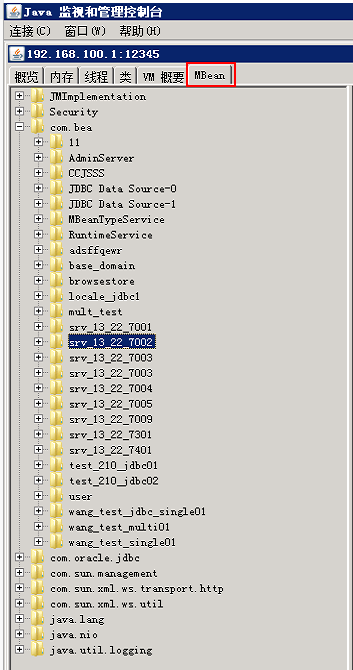 Java 监视和管理控制台
连接(C) 窗口(W) 帮助(H)
192.168.100.1:12345
概览 内存 线程 类 VM 概要 MBean
JMImplementation
Security
com.bea
11
AdminServer
CCJSSS
JDBC Data Source-0
JDBC Data Source-1
MBeanTypeService
RuntimeService
adsffqewr
base_domain
browsestore
locale_jdbc1
mult_test
srv_13_22_7001
srv_13_22_7002
srv_13_22_7003
srv_13_22_7003
srv_13_22_7004
srv_13_22_7005
srv_13_22_7009
srv_13_22_7301
srv_13_22_7401
test_210_jdbc01
test_210_jdbc02
user
wang_test_jdbc_single01
wang_test_multi01
wang_test_single01
com.oracle.jdbc
com.sun.management
com.sun.xml.ws.transport.http
com.sun.xml.ws.util
java.lang
java.nio
java.util.logging